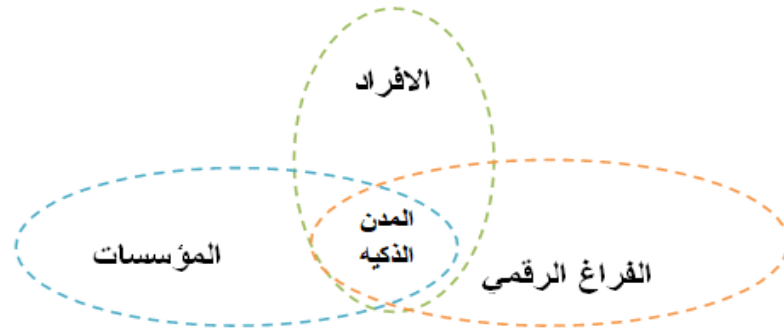 الافراد
المدن
الذكيه
المؤسسات
الفراغ الرقمي